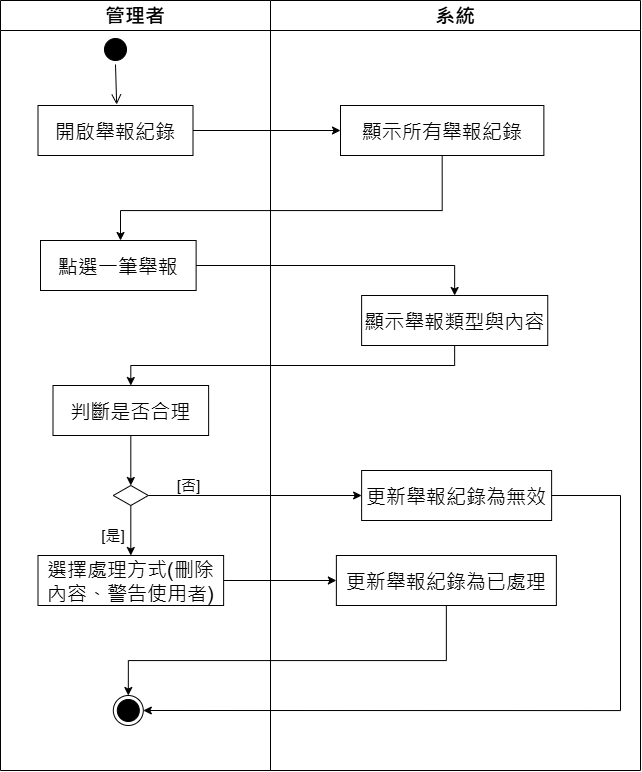 管理者
系統
開啟舉報紀錄
顯示所有舉報紀錄
點選一筆舉報
顯示舉報類型與內容
判斷是否合理
[否]
更新舉報紀錄為無效
[是]
選擇處理方式(刪除
內容、警告使用者)
更新舉報紀錄為已處理